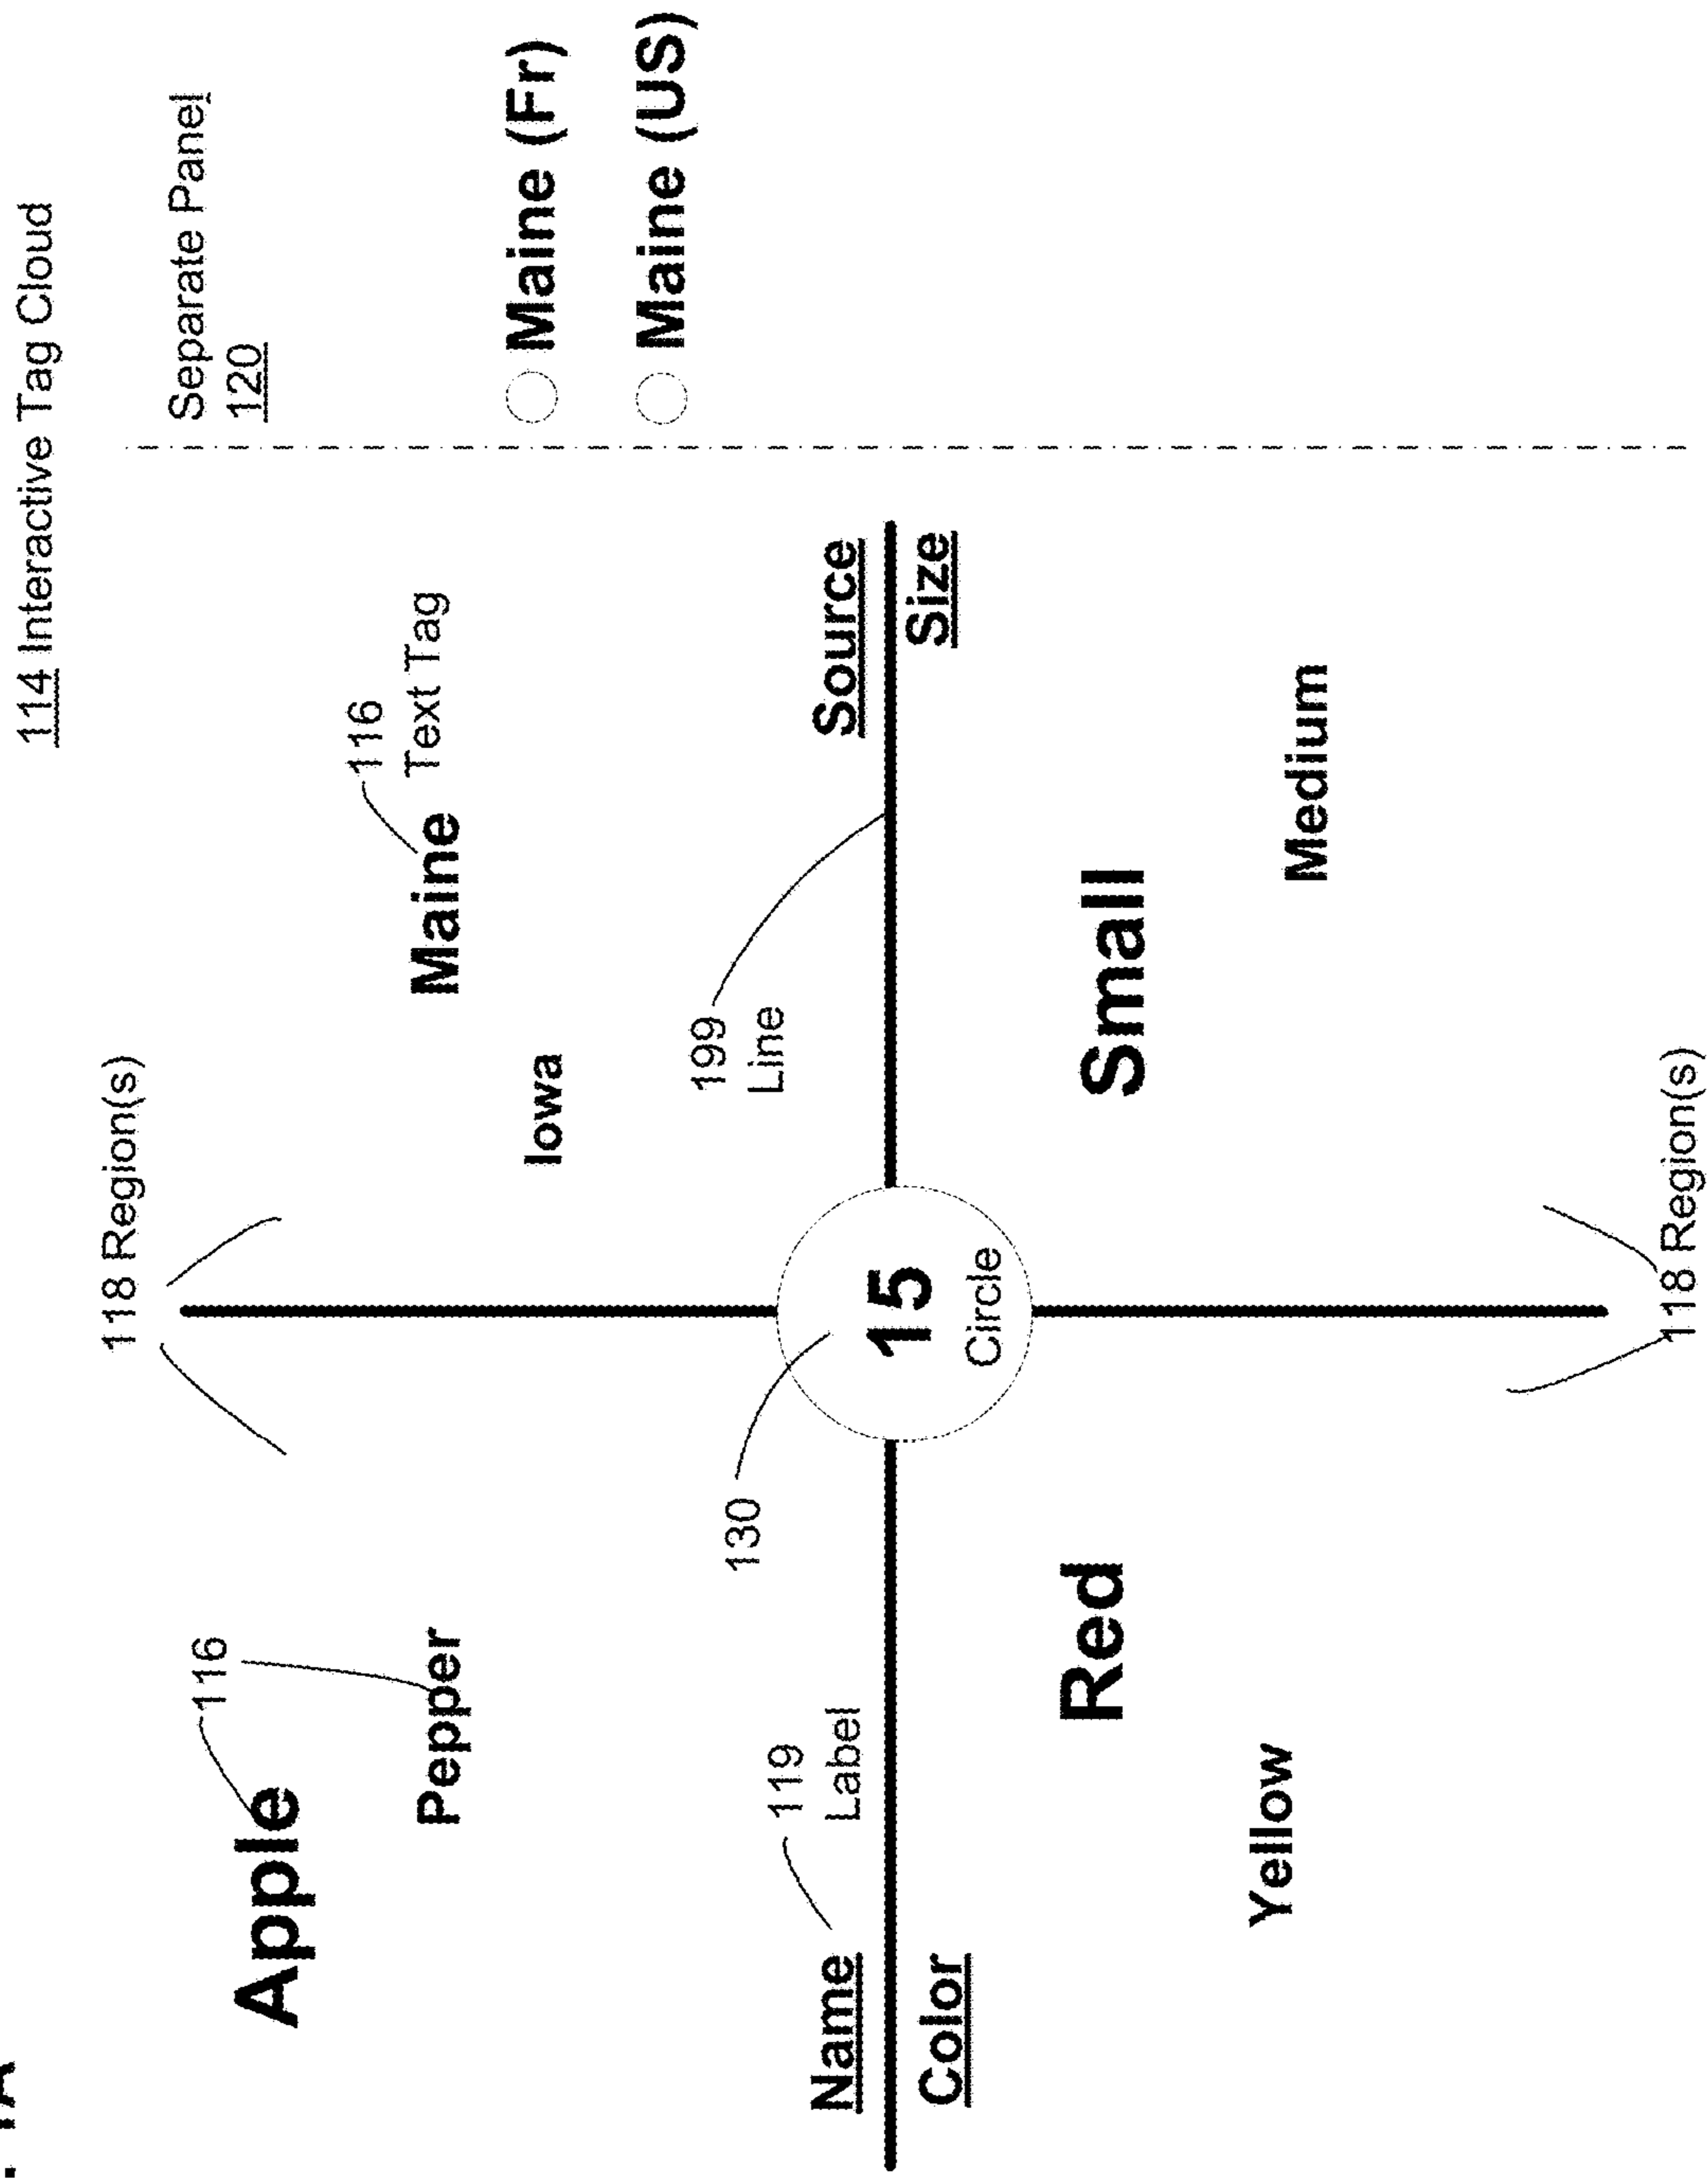 114 Interactive Tag Cloud
118 Region(s)
Separate Panel
120
116
Apple
Pepper
116
Text Tag
Maine
Iowa
Maine (Fr)
Maine (US)
130
199
Line
119
Label
Name
Source
15
Circle
Color
Size
Red
Small
Yellow
Medium
118 Region(s)